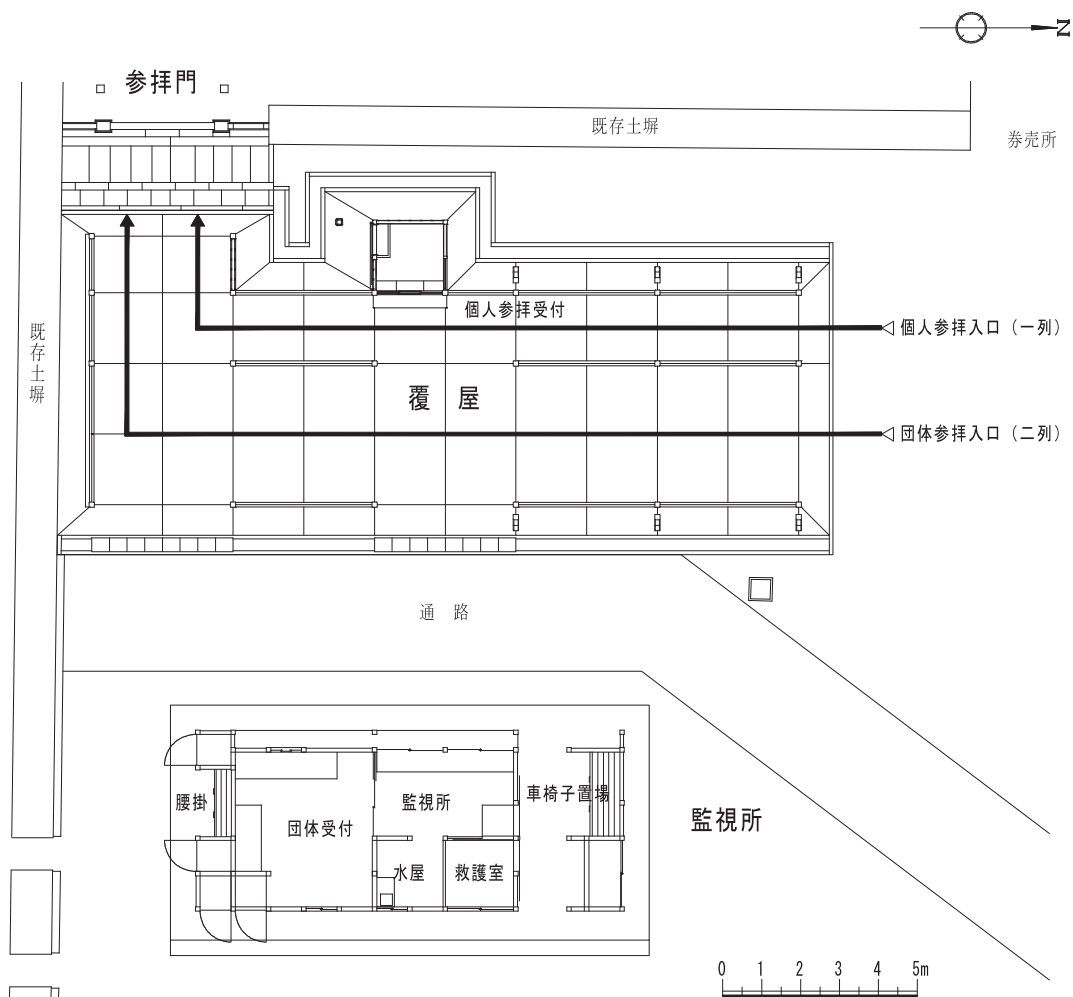 N
参拝門
既存土塀
券売所
個人参拝受付
個人参拝入口（一列）
既存土塀
覆 屋
団体参拝入口（二列）
通 路
腰掛
団体受付
監視所
車椅子置場
監視所
水屋
救護室
0 1 2 3 4 5m